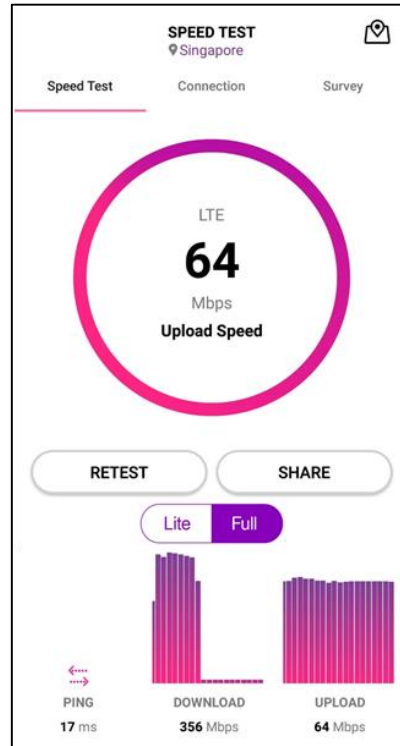 SPEED TEST
Singapore
Speed Test Connection Survey
LTE
64
Mbps
Upload Speed
RETEST SHARE
Lite Full
PING DOWNLOAD UPLOAD
17 ms 356 Mbps 64 Mbps